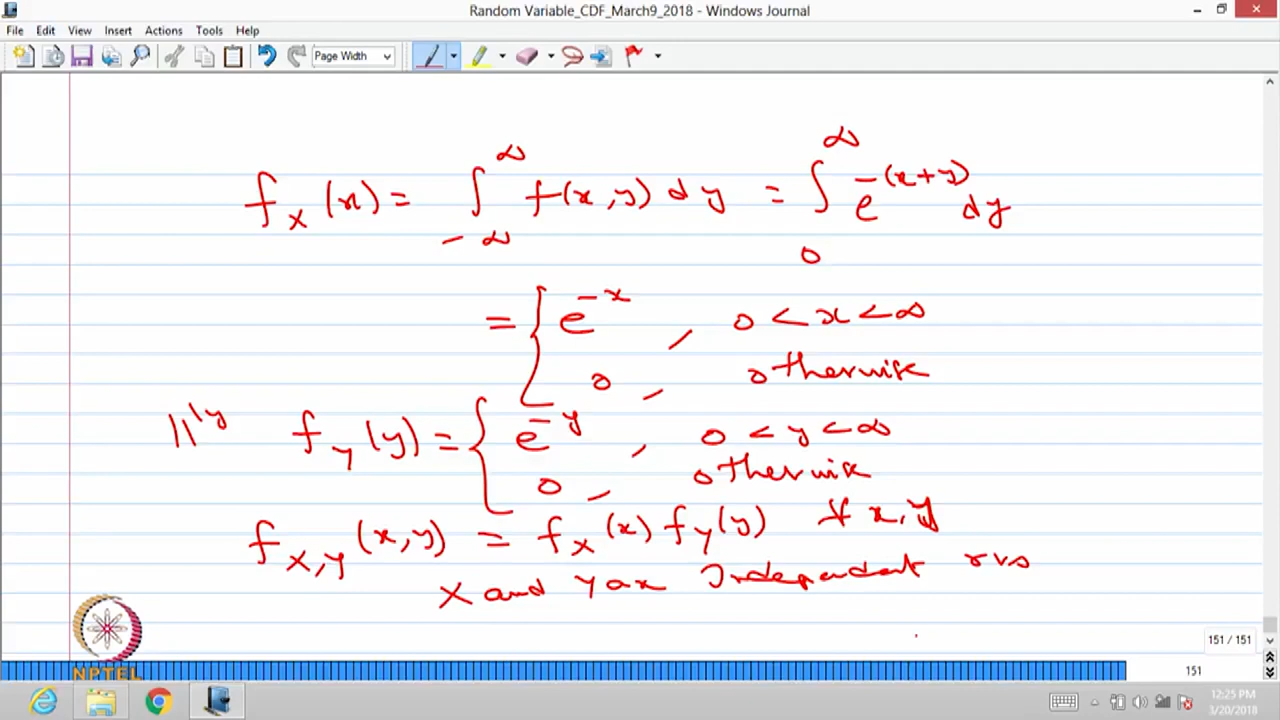 Random Variable_CDF_March9_2018 - Windows Journal
File Edit View Insert Actions Tools Help
Page Width
f_X(x) = ∫_{-∞}^{∞} f(x,y) dy = ∫_0^∞ e^{-(x+y)} dy
= { e^{-x} , 0 < x < ∞
0 , otherwise
||ly f_Y(y) = { e^{-y} , 0 < y < ∞
0 , otherwise
f_{X,Y}(x,y) = f_X(x) f_Y(y) ∀ x,y
X and Y are Independent rvs
NPTEL
151 / 151
151
12:25 PM
3/20/2018